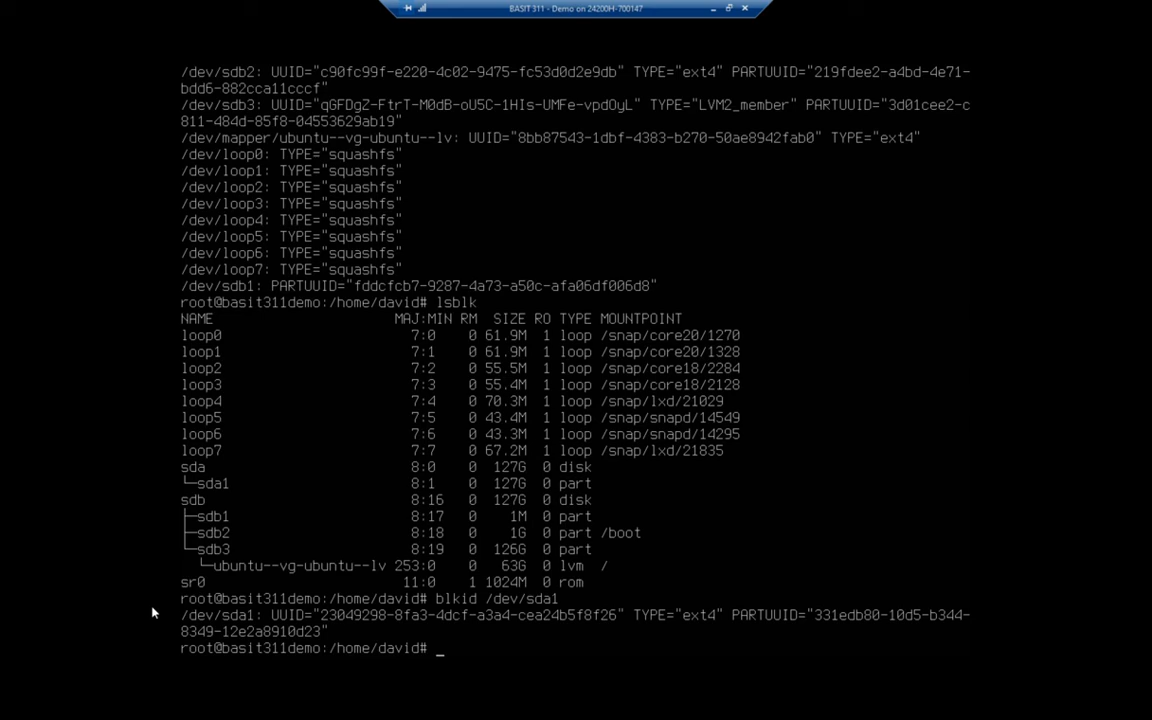 BASIT 311 - Demo on 24200H-700147
/dev/sdb2: UUID="c90fc99f-e220-4c02-9475-fc53d0d2e9db" TYPE="ext4" PARTUUID="219fdee2-a4bd-4e71-
bdd6-882cca11cccf"
/dev/sdb3: UUID="qGFDgZ-FtrT-M0dB-oU5C-1HIs-UMFe-vpdOyL" TYPE="LVM2_member" PARTUUID="3d01cee2-c
811-484d-85f8-04553629ab19"
/dev/mapper/ubuntu--vg-ubuntu--lv: UUID="8bb87543-1dbf-4383-b270-50ae8942fab0" TYPE="ext4"
/dev/loop0: TYPE="squashfs"
/dev/loop1: TYPE="squashfs"
/dev/loop2: TYPE="squashfs"
/dev/loop3: TYPE="squashfs"
/dev/loop4: TYPE="squashfs"
/dev/loop5: TYPE="squashfs"
/dev/loop6: TYPE="squashfs"
/dev/loop7: TYPE="squashfs"
/dev/sdb1: PARTUUID="fddcfcb7-9287-4a73-a50c-afa06df006d8"
root@basit311demo:/home/david# lsblk
NAME MAJ:MIN RM SIZE RO TYPE MOUNTPOINT
loop0 7:0 0 61.9M 1 loop /snap/core20/1270
loop1 7:1 0 61.9M 1 loop /snap/core20/1328
loop2 7:2 0 55.5M 1 loop /snap/core18/2284
loop3 7:3 0 55.4M 1 loop /snap/core18/2128
loop4 7:4 0 70.3M 1 loop /snap/lxd/21029
loop5 7:5 0 43.4M 1 loop /snap/snapd/14549
loop6 7:6 0 43.3M 1 loop /snap/snapd/14295
loop7 7:7 0 67.2M 1 loop /snap/lxd/21835
sda 8:0 0 127G 0 disk
└─sda1 8:1 0 127G 0 part
sdb 8:16 0 127G 0 disk
├─sdb1 8:17 0 1M 0 part
├─sdb2 8:18 0 1G 0 part /boot
└─sdb3 8:19 0 126G 0 part
└─ubuntu--vg-ubuntu--lv 253:0 0 63G 0 lvm /
sr0 11:0 1 1024M 0 rom
root@basit311demo:/home/david# blkid /dev/sda1
/dev/sda1: UUID="23049298-8fa3-4dcf-a3a4-cea24b5f8f26" TYPE="ext4" PARTUUID="331edb80-10d5-b344-
8349-12e2a8910d23"
root@basit311demo:/home/david# _